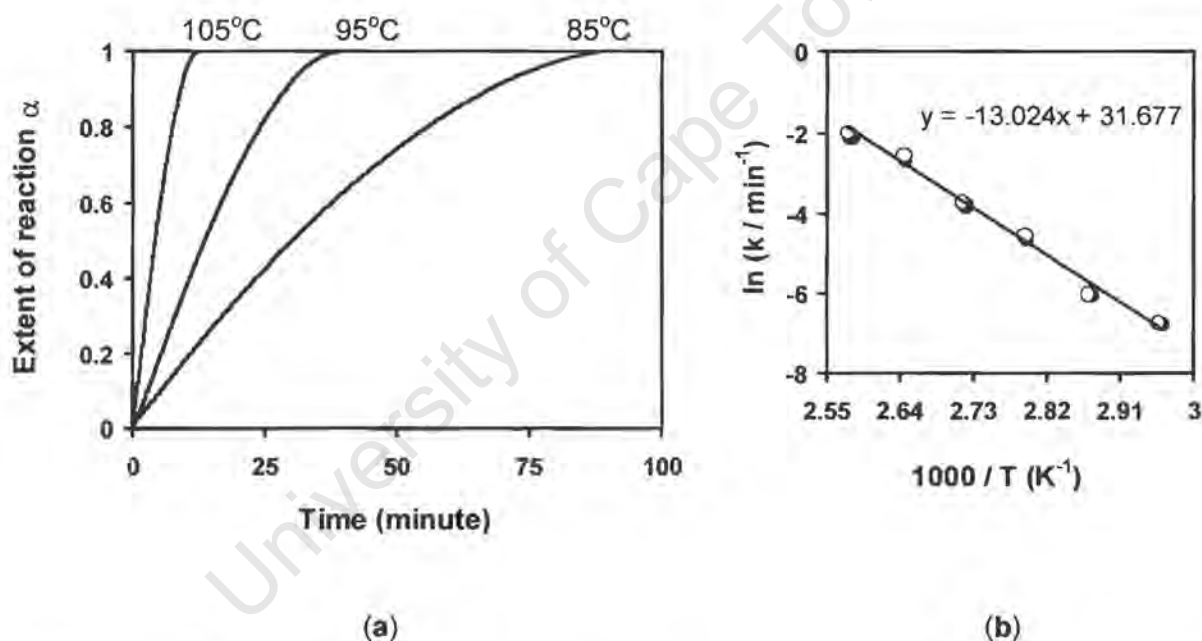 105°C 95°C 85°C
1
0.8
0.6
0.4
0.2
0
0 25 50 75 100
Extent of reaction α
Time (minute)
(a)
0
-2
-4
-6
-8
y = -13.024x + 31.677
ln (k / min⁻¹)
2.55 2.64 2.73 2.82 2.91 3
1000 / T (K⁻¹)
(b)
University of Cape To